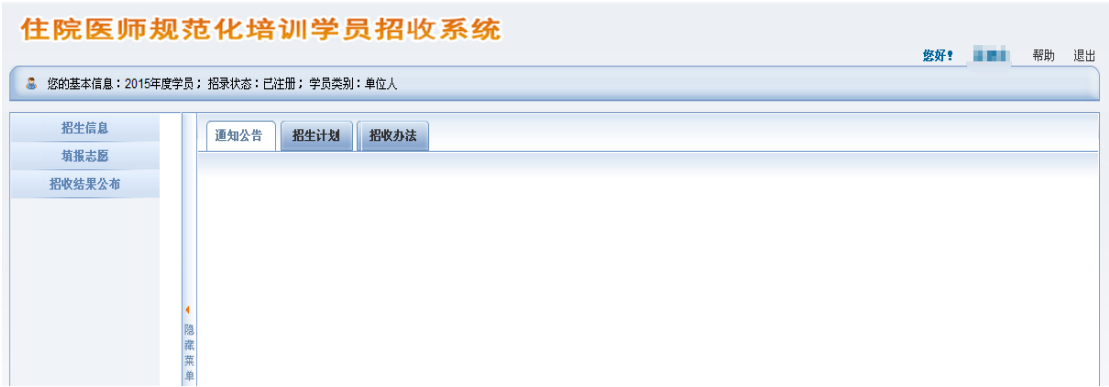 住院医师规范化培训学员招收系统
您好! 帮助 退出
您的基本信息：2015年度学员；招录状态：已注册；学员类别：单位人
招生信息
填报志愿
招收结果公布
通知公告 招生计划 招收办法
隐藏菜单